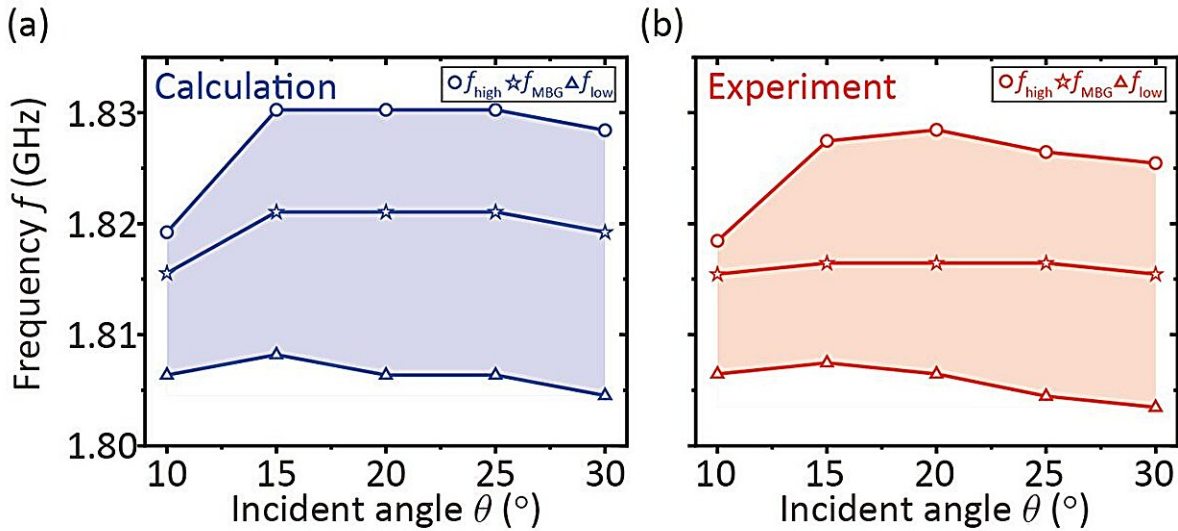 (a)
(b)
Calculation
f_high f_MBG f_low
Experiment
f_high f_MBG f_low
Frequency f (GHz)
1.83
1.82
1.81
1.80
10 15 20 25 30
10 15 20 25 30
Incident angle θ (°)
Incident angle θ (°)